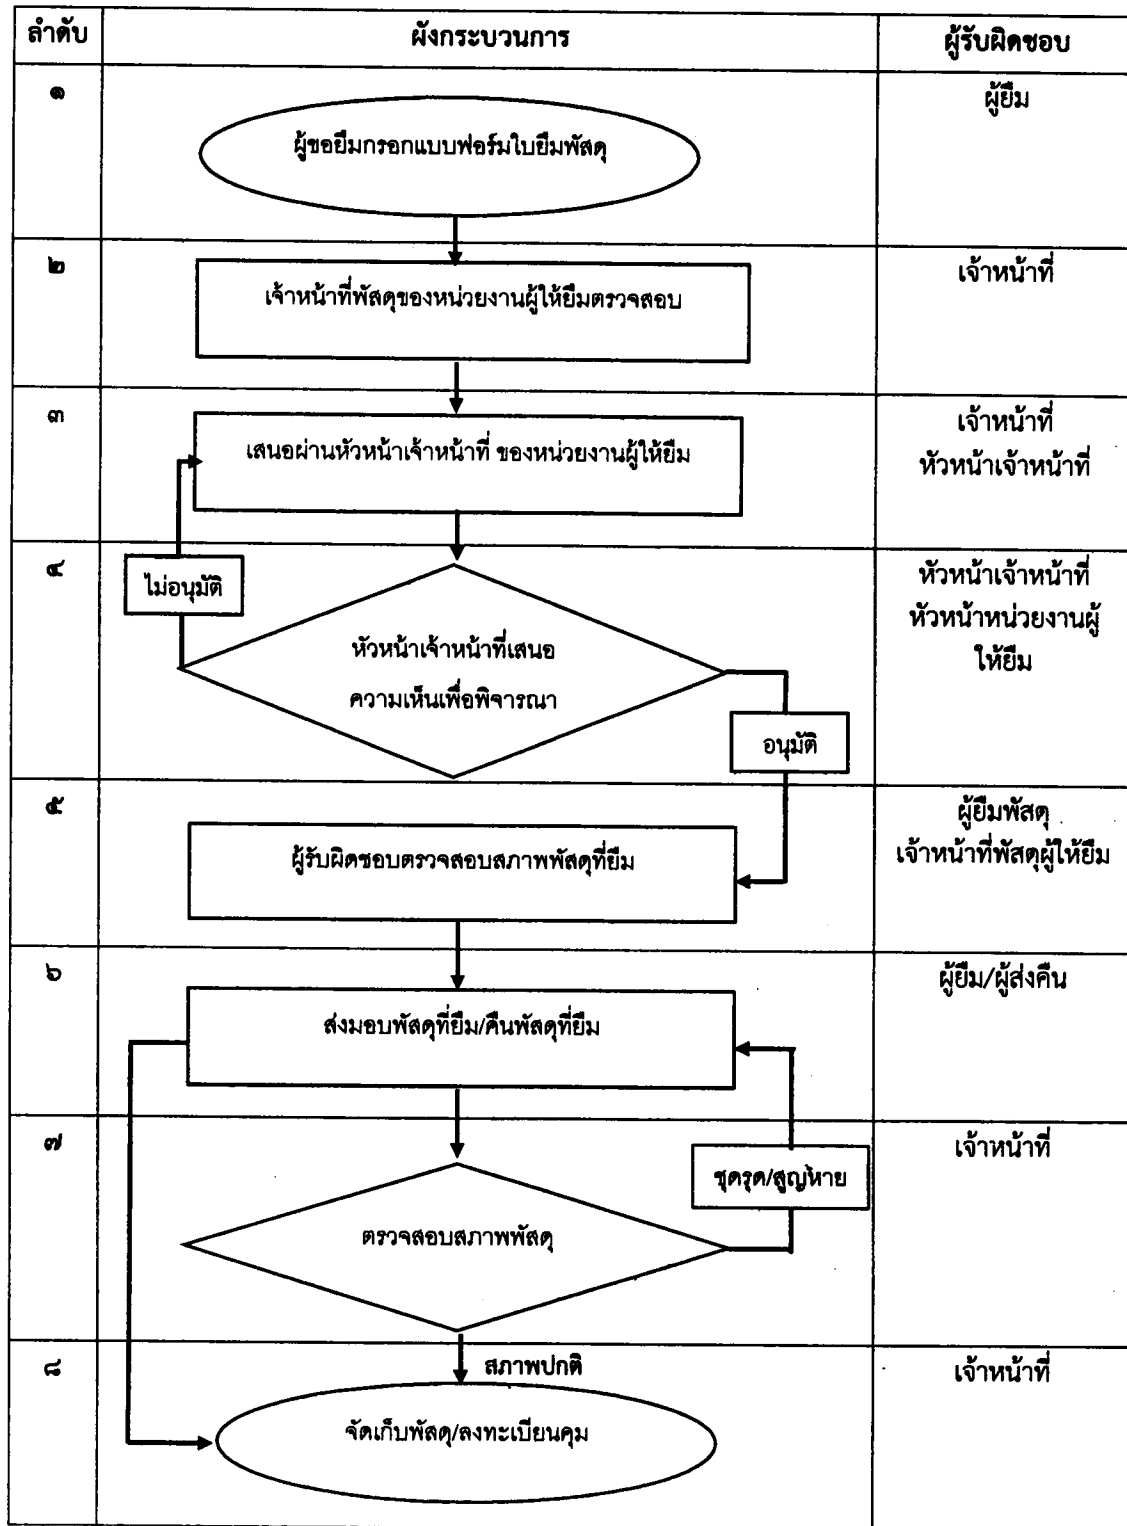 ลำดับ ผังกระบวนการ ผู้รับผิดชอบ
๑ ผู้ยืม
ผู้ขอยืมกรอกแบบฟอร์มใบยืมพัสดุ
๒ เจ้าหน้าที่
เจ้าหน้าที่พัสดุของหน่วยงานผู้ให้ยืมตรวจสอบ
๓ เจ้าหน้าที่
เสนอผ่านหัวหน้าเจ้าหน้าที่ ของหน่วยงานผู้ให้ยืม หัวหน้าเจ้าหน้าที่
๔ หัวหน้าเจ้าหน้าที่
ไม่อนุมัติ หัวหน้าหน่วยงานผู้
หัวหน้าเจ้าหน้าที่เสนอ ให้ยืม
ความเห็นเพื่อพิจารณา
อนุมัติ
๕ ผู้ยืมพัสดุ
ผู้รับผิดชอบตรวจสอบสภาพพัสดุที่ยืม เจ้าหน้าที่พัสดุผู้ให้ยืม
๖ ผู้ยืม/ผู้ส่งคืน
ส่งมอบพัสดุที่ยืม/คืนพัสดุที่ยืม
๗ เจ้าหน้าที่
ชุดรุด/สูญหาย
ตรวจสอบสภาพพัสดุ
๘ สภาพปกติ เจ้าหน้าที่
จัดเก็บพัสดุ/ลงทะเบียนคุม